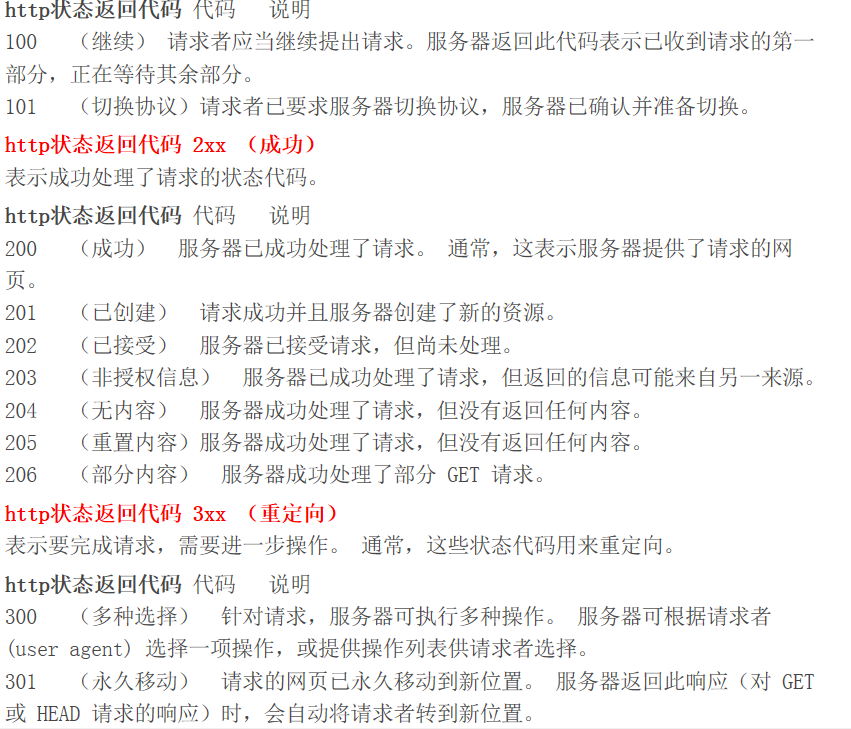 http状态返回代码 代码 说明
100 （继续） 请求者应当继续提出请求。服务器返回此代码表示已收到请求的第一
部分，正在等待其余部分。
101 （切换协议）请求者已要求服务器切换协议，服务器已确认并准备切换。
http状态返回代码 2xx （成功）
表示成功处理了请求的状态代码。
http状态返回代码 代码 说明
200 （成功） 服务器已成功处理了请求。 通常，这表示服务器提供了请求的网
页。
201 （已创建） 请求成功并且服务器创建了新的资源。
202 （已接受） 服务器已接受请求，但尚未处理。
203 （非授权信息） 服务器已成功处理了请求，但返回的信息可能来自另一来源。
204 （无内容） 服务器成功处理了请求，但没有返回任何内容。
205 （重置内容）服务器成功处理了请求，但没有返回任何内容。
206 （部分内容） 服务器成功处理了部分 GET 请求。
http状态返回代码 3xx （重定向）
表示要完成请求，需要进一步操作。 通常，这些状态代码用来重定向。
http状态返回代码 代码 说明
300 （多种选择） 针对请求，服务器可执行多种操作。 服务器可根据请求者
(user agent) 选择一项操作，或提供操作列表供请求者选择。
301 （永久移动） 请求的网页已永久移动到新位置。 服务器返回此响应（对 GET
或 HEAD 请求的响应）时，会自动将请求者转到新位置。